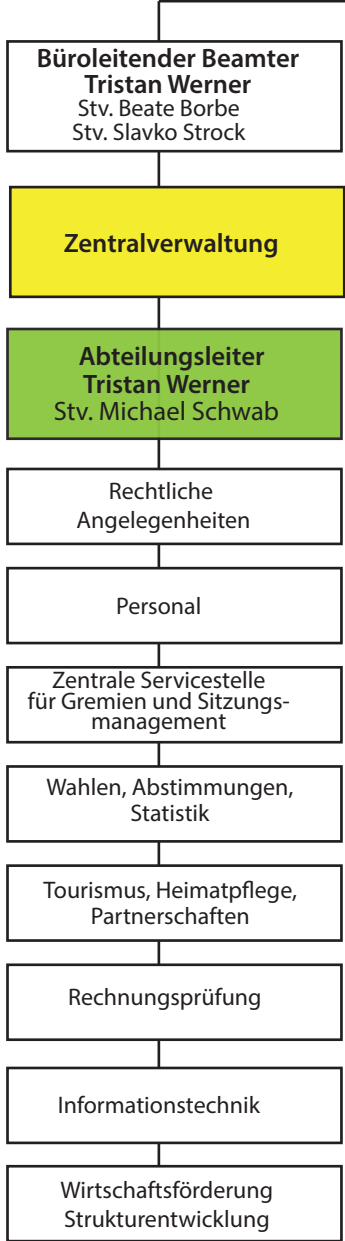 Büroleitender Beamter
Tristan Werner
Stv. Beate Borbe
Stv. Slavko Strock
Zentralverwaltung
Abteilungsleiter
Tristan Werner
Stv. Michael Schwab
Rechtliche
Angelegenheiten
Personal
Zentrale Servicestelle
für Gremien und Sitzungs-
management
Wahlen, Abstimmungen,
Statistik
Tourismus, Heimatpflege,
Partnerschaften
Rechnungsprüfung
Informationstechnik
Wirtschaftsförderung
Strukturentwicklung